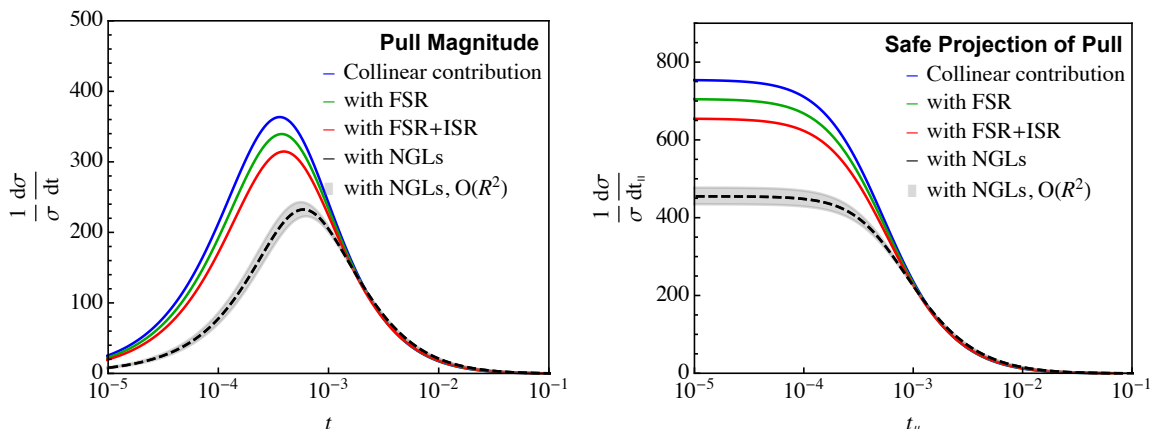 Pull Magnitude
Collinear contribution
with FSR
with FSR+ISR
with NGLs
with NGLs, O(R²)
500
400
300
200
100
0
10⁻⁵ 10⁻⁴ 10⁻³ 10⁻² 10⁻¹
t
1 dσ
σ dt
Safe Projection of Pull
Collinear contribution
with FSR
with FSR+ISR
with NGLs
with NGLs, O(R²)
800
600
400
200
0
10⁻⁵ 10⁻⁴ 10⁻³ 10⁻² 10⁻¹
t॥
1 dσ
σ dt॥